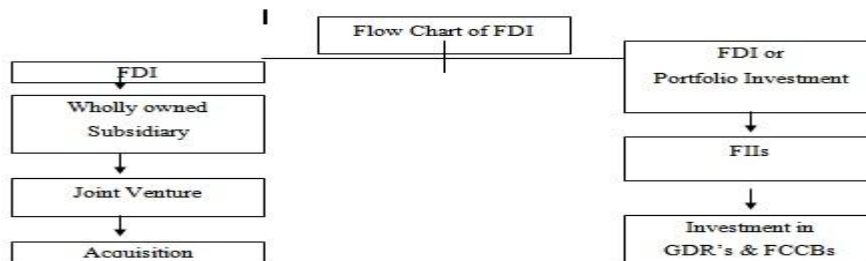 Flow Chart of FDI
FDI
Wholly owned
Subsidiary
Joint Venture
Acquisition
FDI or
Portfolio Investment
FIIs
Investment in
GDR's & FCCBs